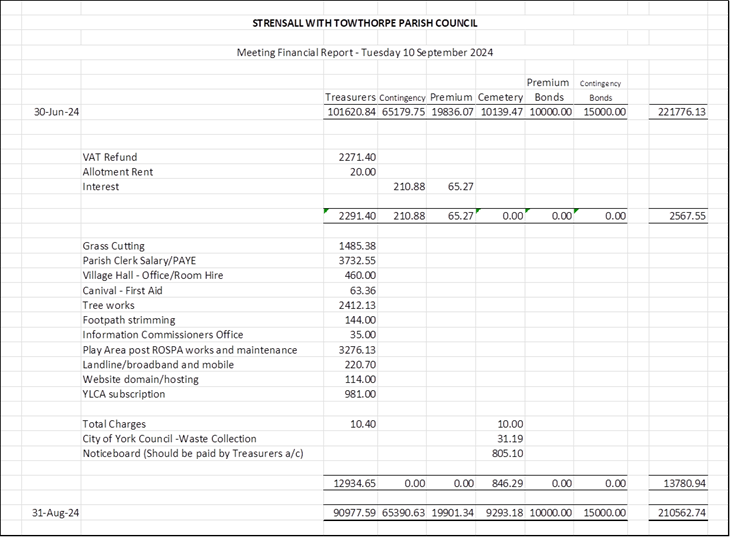 STRENSALL WITH TOWTHORPE PARISH COUNCIL
Meeting Financial Report - Tuesday 10 September 2024
Premium Contingency
Treasurers Contingency Premium Cemetery Bonds Bonds
30-Jun-24 101620.84 65179.75 19836.07 10139.47 10000.00 15000.00 221776.13
VAT Refund 2271.40
Allotment Rent 20.00
Interest 210.88 65.27
2291.40 210.88 65.27 0.00 0.00 0.00 2567.55
Grass Cutting 1485.38
Parish Clerk Salary/PAYE 3732.55
Village Hall - Office/Room Hire 460.00
Canival - First Aid 63.36
Tree works 2412.13
Footpath strimming 144.00
Information Commissioners Office 35.00
Play Area post ROSPA works and maintenance 3276.13
Landline/broadband and mobile 220.70
Website domain/hosting 114.00
YLCA subscription 981.00
Total Charges 10.40 10.00
City of York Council -Waste Collection 31.19
Noticeboard (Should be paid by Treasurers a/c) 805.10
12934.65 0.00 0.00 846.29 0.00 0.00 13780.94
31-Aug-24 90977.59 65390.63 19901.34 9293.18 10000.00 15000.00 210562.74